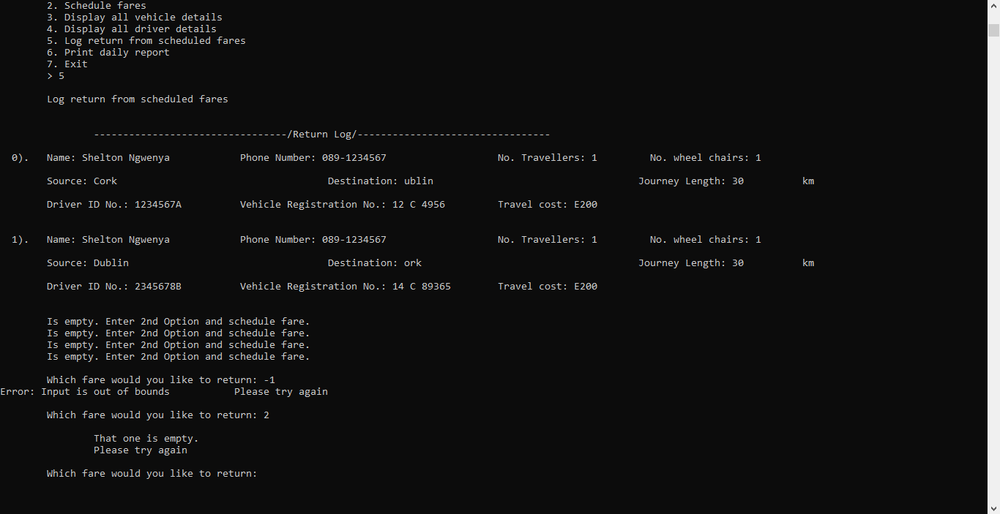 2. Schedule fares
3. Display all vehicle details
4. Display all driver details
5. Log return from scheduled fares
6. Print daily report
7. Exit
> 5
Log return from scheduled fares
---------------------------------/Return Log/---------------------------------
0). Name: Shelton Ngwenya Phone Number: 089-1234567 No. Travellers: 1 No. wheel chairs: 1
Source: Cork Destination: ublin Journey Length: 30 km
Driver ID No.: 1234567A Vehicle Registration No.: 12 C 4956 Travel cost: E200
1). Name: Shelton Ngwenya Phone Number: 089-1234567 No. Travellers: 1 No. wheel chairs: 1
Source: Dublin Destination: ork Journey Length: 30 km
Driver ID No.: 2345678B Vehicle Registration No.: 14 C 89365 Travel cost: E200
Is empty. Enter 2nd Option and schedule fare.
Is empty. Enter 2nd Option and schedule fare.
Is empty. Enter 2nd Option and schedule fare.
Is empty. Enter 2nd Option and schedule fare.
Which fare would you like to return: -1
Error: Input is out of bounds Please try again
Which fare would you like to return: 2
That one is empty.
Please try again
Which fare would you like to return: